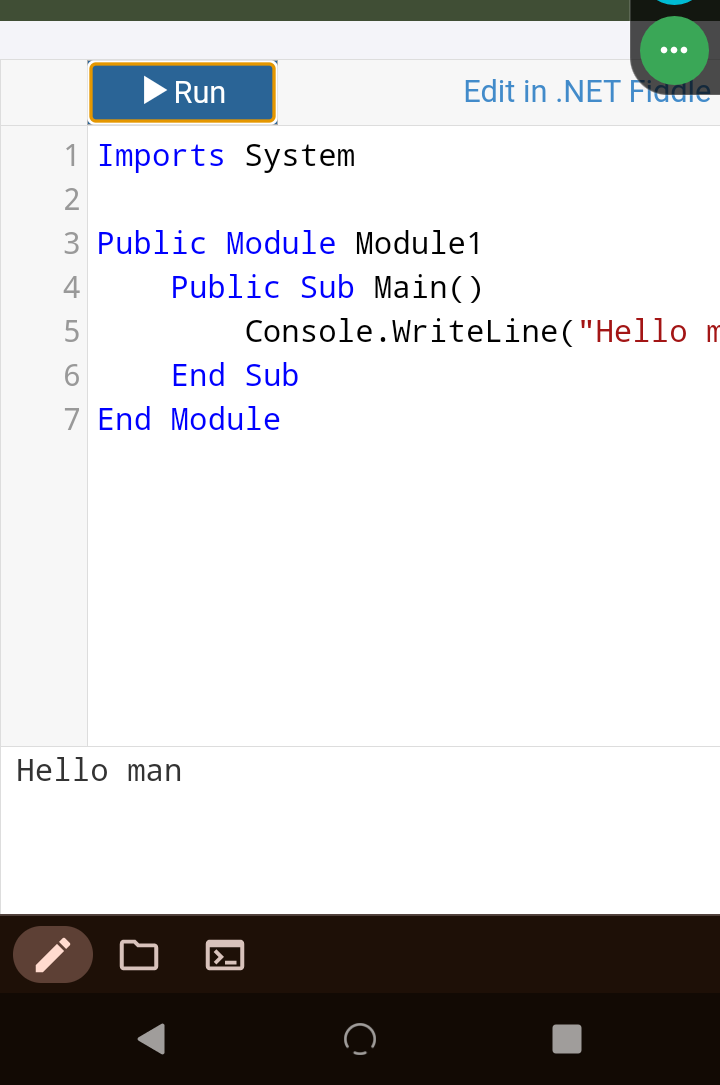 Run
Edit in .NET Fiddle
1 Imports System
2
3 Public Module Module1
4 Public Sub Main()
5 Console.WriteLine("Hello m
6 End Sub
7 End Module
Hello man